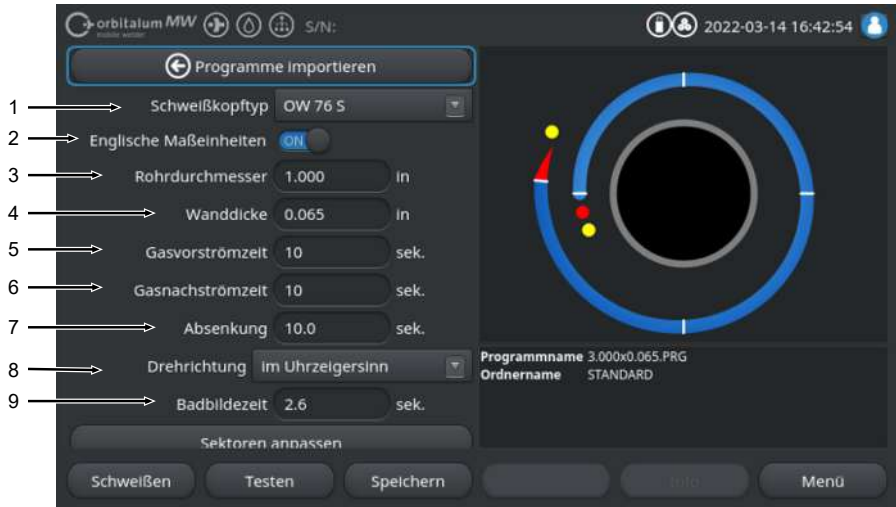 orbitalum MW S/N: 2022-03-14 16:42:54
mobile welder
Programme importieren
1 Schweißkopftyp OW 76 S
2 Englische Maßeinheiten ON
3 Rohrdurchmesser 1.000 in
4 Wanddicke 0.065 in
5 Gasvorströmzeit 10 sek.
6 Gasnachströmzeit 10 sek.
7 Absenkung 10.0 sek.
8 Drehrichtung im Uhrzeigersinn
9 Badbildezeit 2.6 sek.
Sektoren anpassen
Programmname 3.000x0.065.PRG
Ordnername STANDARD
Schweißen Testen Speichern Menü